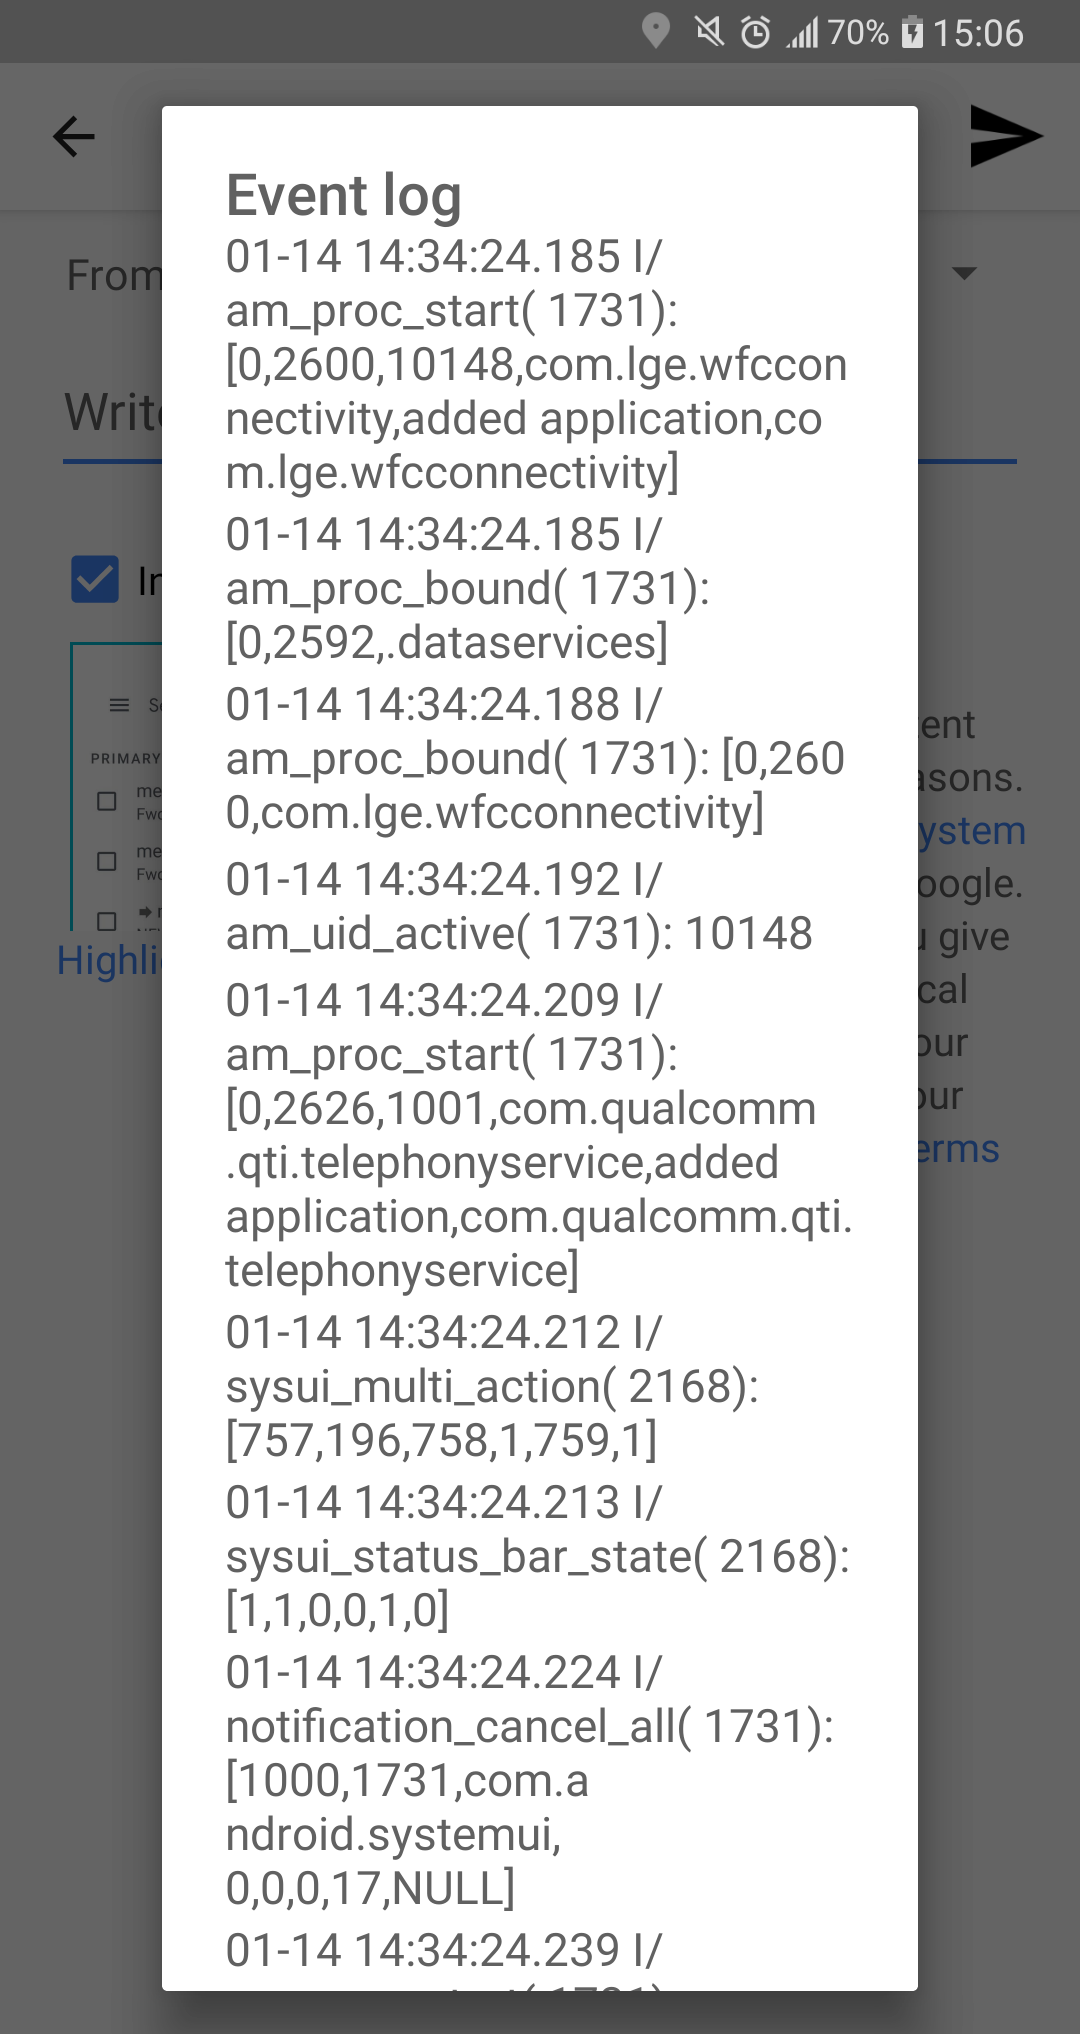 70% 15:06
Event log
01-14 14:34:24.185 I/
am_proc_start( 1731):
[0,2600,10148,com.lge.wfccon
nectivity,added application,co
m.lge.wfcconnectivity]
01-14 14:34:24.185 I/
am_proc_bound( 1731):
[0,2592,.dataservices]
01-14 14:34:24.188 I/
am_proc_bound( 1731): [0,260
0,com.lge.wfcconnectivity]
01-14 14:34:24.192 I/
am_uid_active( 1731): 10148
01-14 14:34:24.209 I/
am_proc_start( 1731):
[0,2626,1001,com.qualcomm
.qti.telephonyservice,added
application,com.qualcomm.qti.
telephonyservice]
01-14 14:34:24.212 I/
sysui_multi_action( 2168):
[757,196,758,1,759,1]
01-14 14:34:24.213 I/
sysui_status_bar_state( 2168):
[1,1,0,0,1,0]
01-14 14:34:24.224 I/
notification_cancel_all( 1731):
[1000,1731,com.a
ndroid.systemui,
0,0,0,17,NULL]
01-14 14:34:24.239 I/
From
Write
In
PRIMARY
me
Fwd
me
Fwd
Highli
ent
asons.
ystem
oogle.
u give
cal
our
our
erms